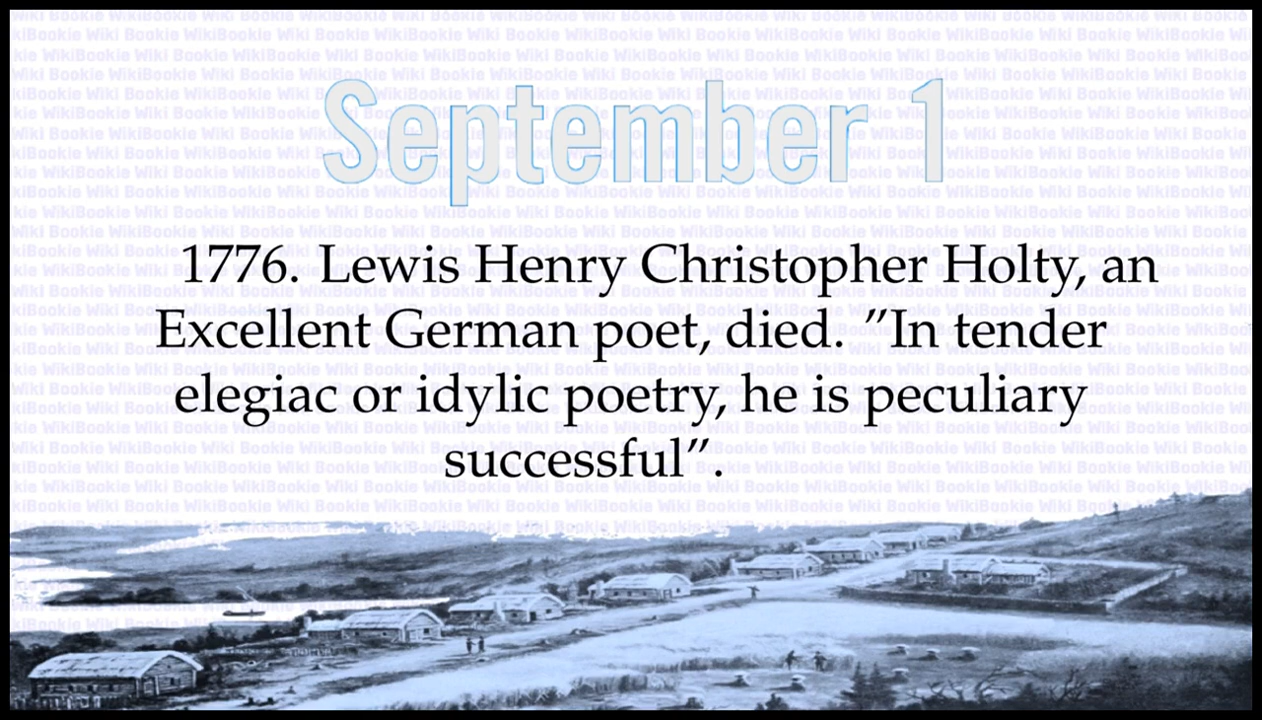 September 1
1776. Lewis Henry Christopher Holty, an
Excellent German poet, died. ”In tender
elegiac or idylic poetry, he is peculiary
successful”.